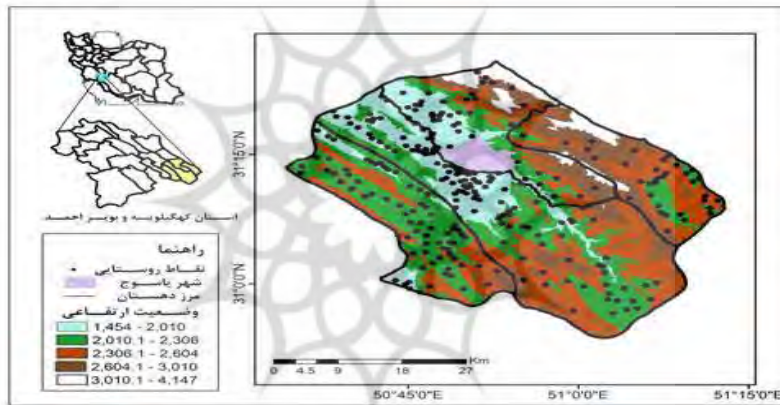 استان کهگیلویه و بویر احمد
راهنما
نقاط روستایی
شهر یاسوج
مرز دهستان
وضعیت ارتفاعی
1,454 - 2,010
2,010.1 - 2,306
2,306.1 - 2,604
2,604.1 - 3,010
3,010.1 - 4,147
31°15'0"N
31°0'0"N
Km
0 4.5 9 18 27
50°45'0"E 51°0'0"E 51°15'0"E